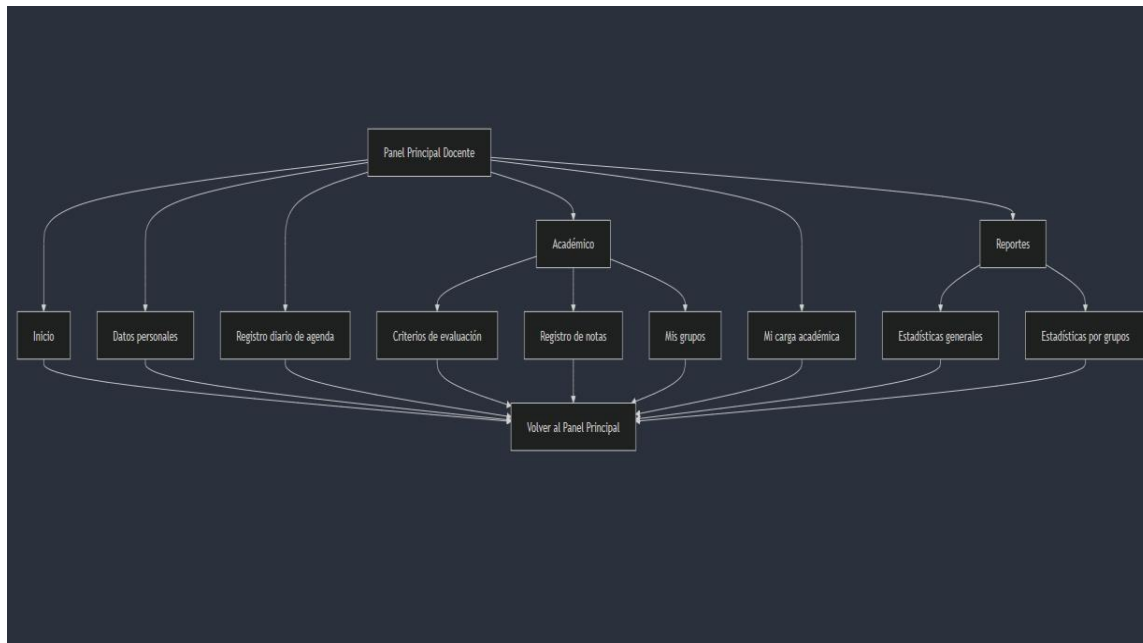 Panel Principal Docente
Académico
Reportes
Inicio
Datos personales
Registro diario de agenda
Criterios de evaluación
Registro de notas
Mis grupos
Mi carga académica
Estadísticas generales
Estadísticas por grupos
Volver al Panel Principal